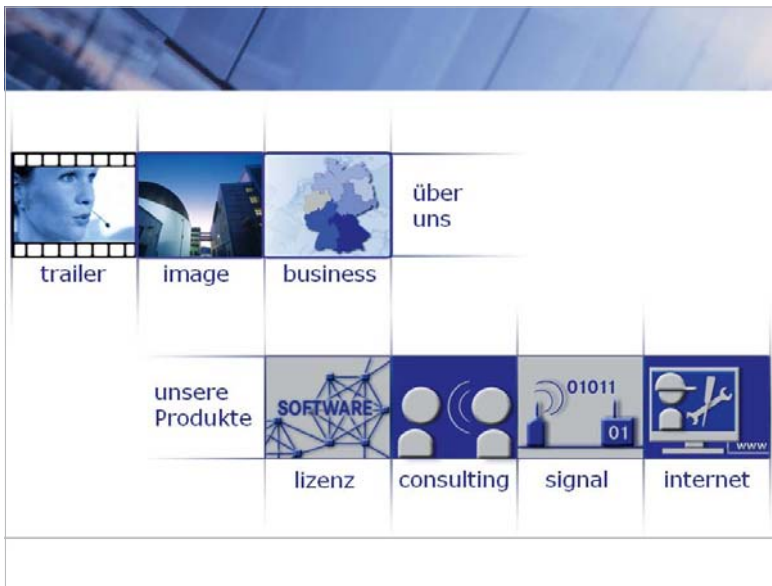 über
uns
trailer
image
business
unsere
Produkte
SOFTWARE
01011
01
www
lizenz
consulting
signal
internet